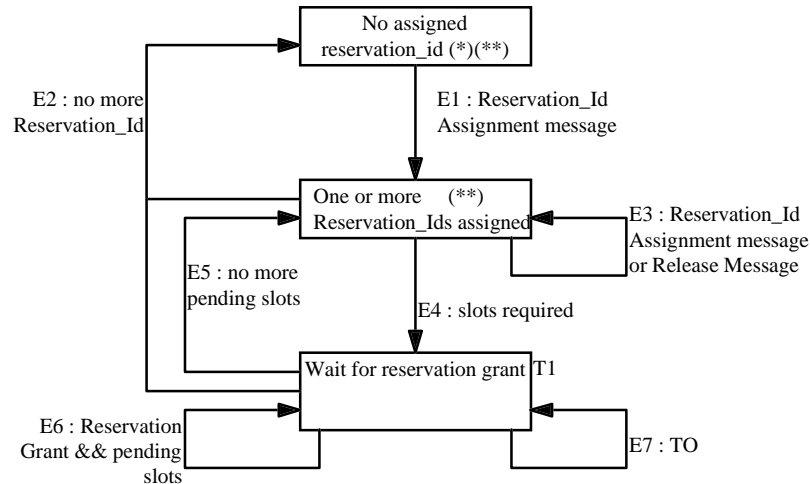 No assigned
reservation_id (*)(**)
E2 : no more
Reservation_Id
E1 : Reservation_Id
Assignment message
One or more (**)
Reservation_Ids assigned
E3 : Reservation_Id
Assignment message
or Release Message
E5 : no more
pending slots
E4 : slots required
Wait for reservation grant T1
E6 : Reservation
Grant && pending
slots
E7 : TO